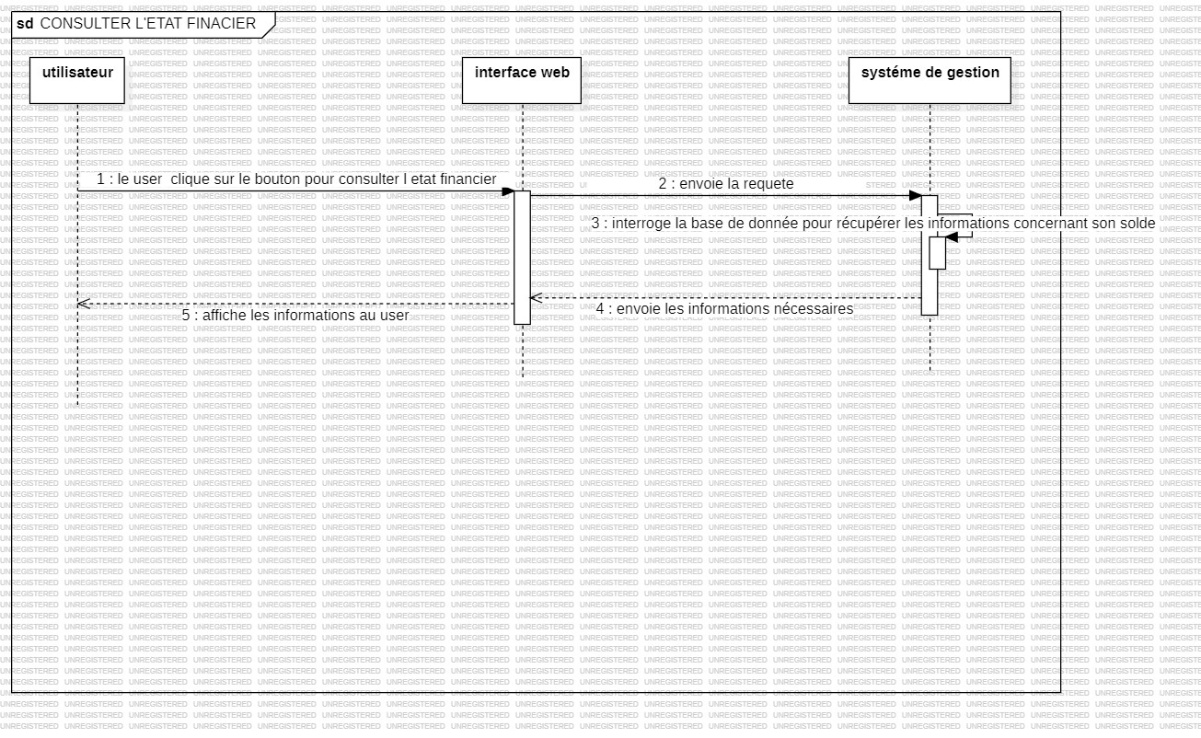 sd CONSULTER L'ETAT FINACIER
utilisateur
interface web
systéme de gestion
1 : le user clique sur le bouton pour consulter l etat financier
2 : envoie la requete
3 : interroge la base de donnée pour récupérer les informations concernant son solde
4 : envoie les informations nécessaires
5 : affiche les informations au user
UNREGISTERED